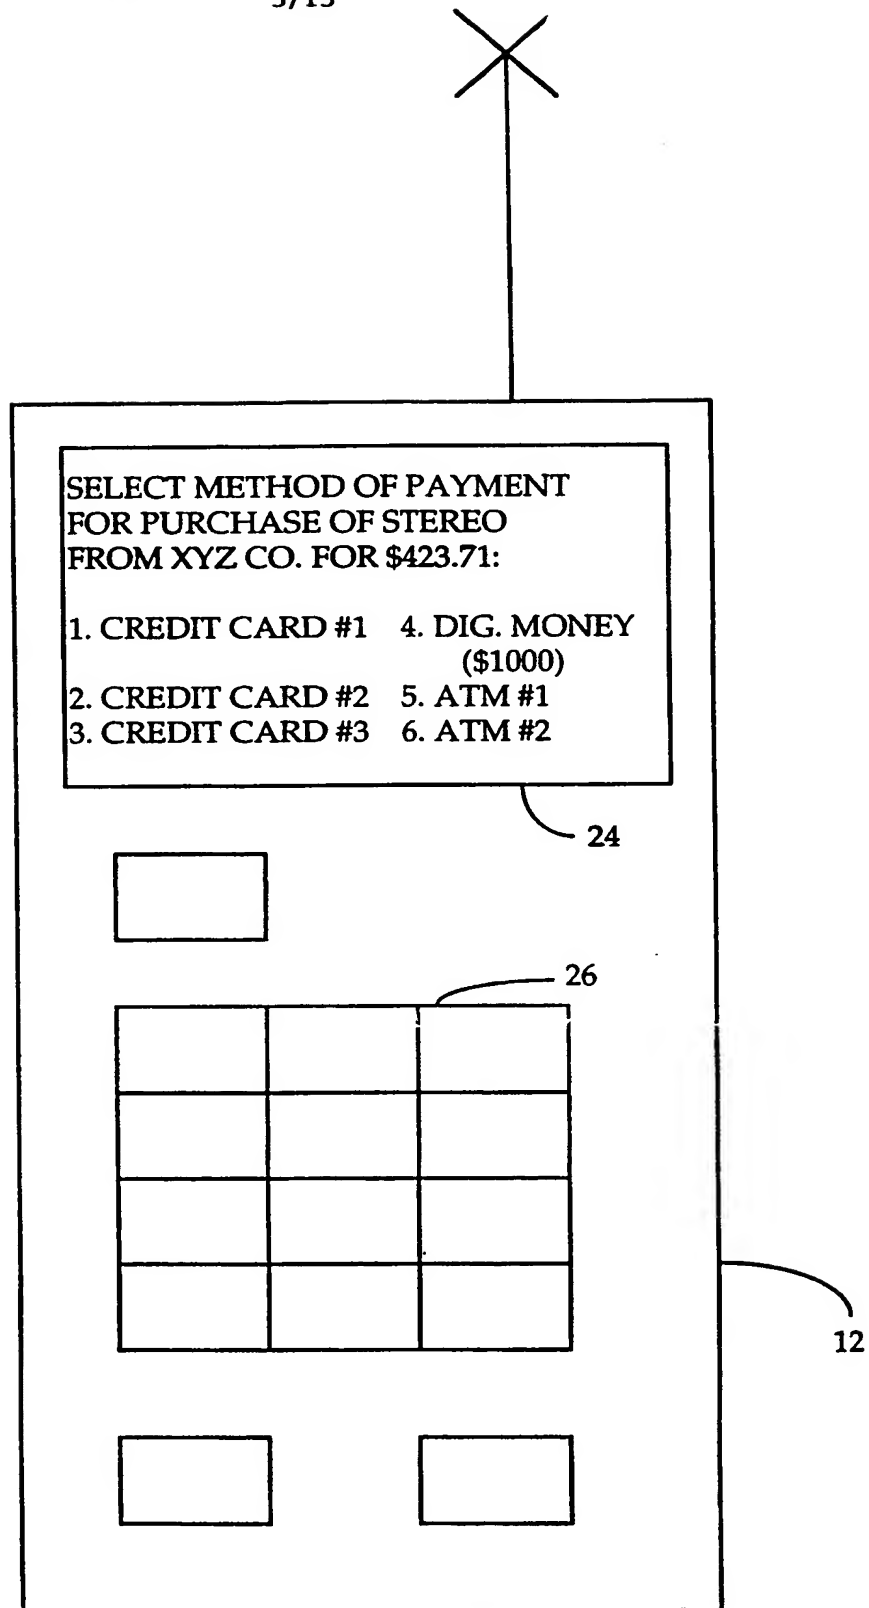 3/13
SELECT METHOD OF PAYMENT
FOR PURCHASE OF STEREO
FROM XYZ CO. FOR $423.71:
1. CREDIT CARD #1 4. DIG. MONEY
($1000)
2. CREDIT CARD #2 5. ATM #1
3. CREDIT CARD #3 6. ATM #2
24
26
12